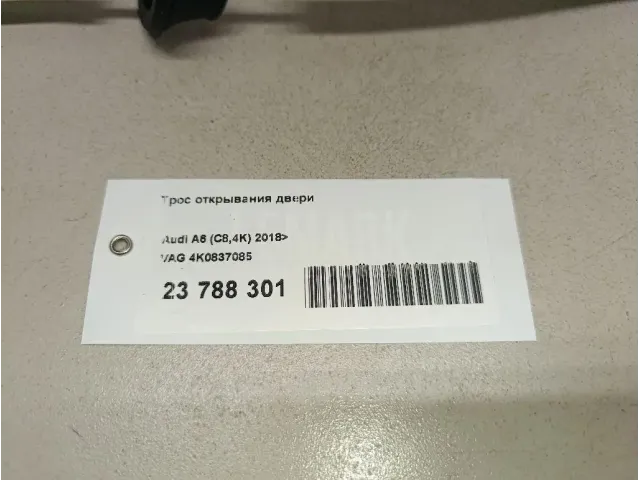 Трос открывания двери
Audi A6 (C8,4K) 2018>
VAG 4K0837085
23 788 301